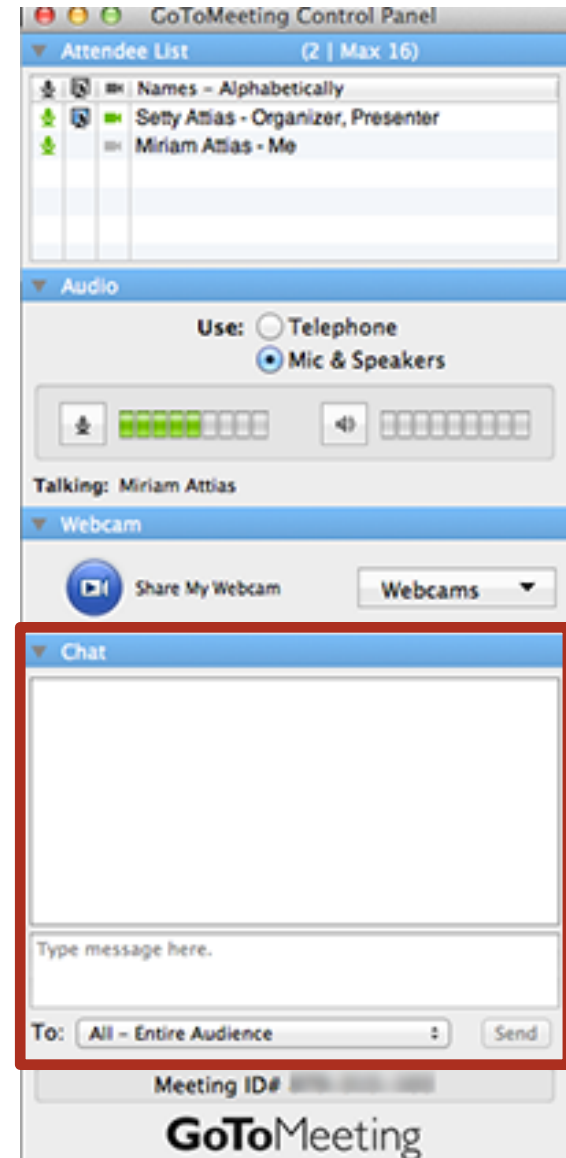 GoToMeeting Control Panel
Attendee List (2 | Max 16)
Names – Alphabetically
Setty Attias - Organizer, Presenter
Miriam Attias - Me
Audio
Use: Telephone
Mic & Speakers
Talking: Miriam Attias
Webcam
Share My Webcam Webcams
Chat
Type message here.
To: All – Entire Audience Send
Meeting ID#
GoToMeeting